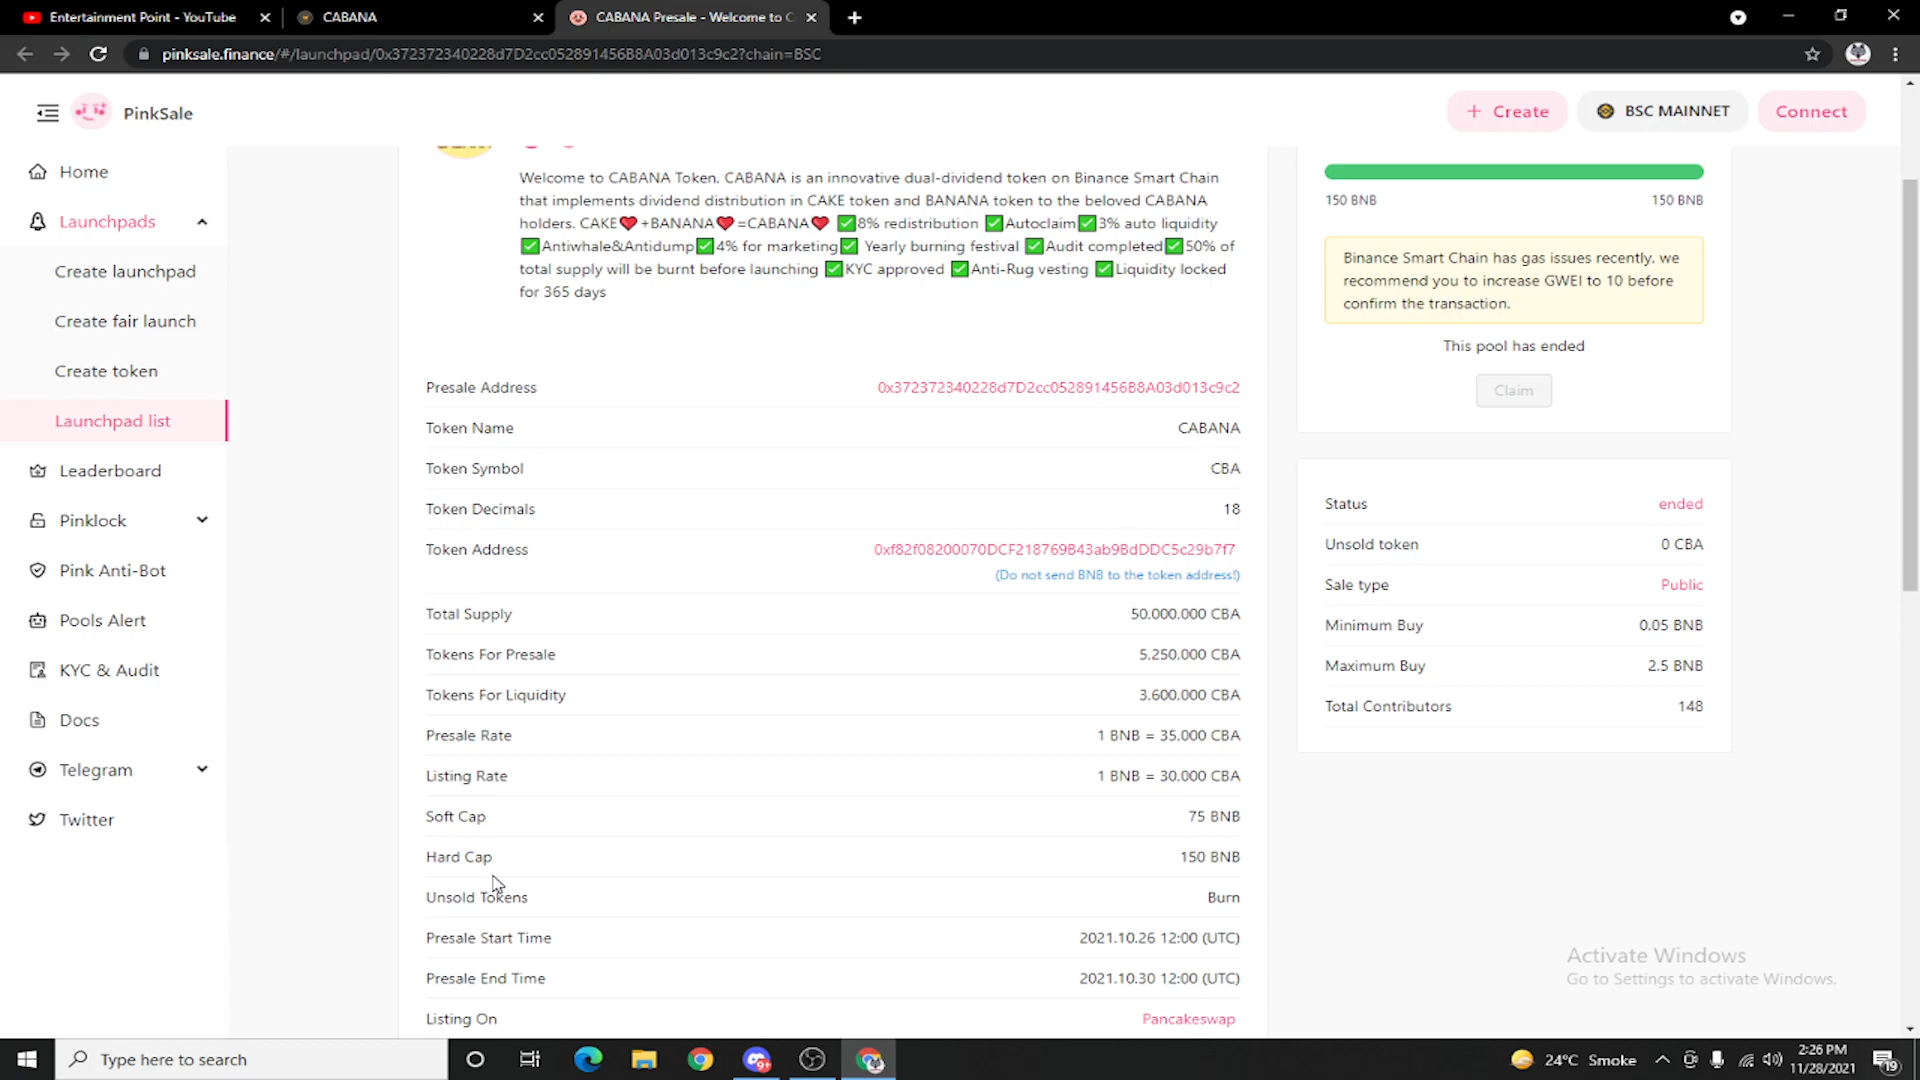 Entertainment Point - YouTube
CABANA
CABANA Presale - Welcome to C
pinksale.finance/#/launchpad/0x372372340228d7D2cc052891456B8A03d013c9c2?chain=BSC
PinkSale
Create
BSC MAINNET
Connect
Home
Launchpads
Create launchpad
Create fair launch
Create token
Launchpad list
Leaderboard
Pinklock
Pink Anti-Bot
Pools Alert
KYC & Audit
Docs
Telegram
Twitter
Welcome to CABANA Token. CABANA is an innovative dual-dividend token on Binance Smart Chain
that implements dividend distribution in CAKE token and BANANA token to the beloved CABANA
holders. CAKE❤+BANANA❤=CABANA❤ ✅8% redistribution ✅Autoclaim✅3% auto liquidity
✅Antiwhale&Antidump✅4% for marketing✅ Yearly burning festival ✅Audit completed✅50% of
total supply will be burnt before launching ✅KYC approved ✅Anti-Rug vesting ✅Liquidity locked
for 365 days
Presale Address 0x372372340228d7D2cc052891456B8A03d013c9c2
Token Name CABANA
Token Symbol CBA
Token Decimals 18
Token Address 0xf82f08200070DCF218769B43ab9BdDDC5c29b7f7
(Do not send BNB to the token address!)
Total Supply 50.000.000 CBA
Tokens For Presale 5.250.000 CBA
Tokens For Liquidity 3.600.000 CBA
Presale Rate 1 BNB = 35.000 CBA
Listing Rate 1 BNB = 30.000 CBA
Soft Cap 75 BNB
Hard Cap 150 BNB
Unsold Tokens Burn
Presale Start Time 2021.10.26 12:00 (UTC)
Presale End Time 2021.10.30 12:00 (UTC)
Listing On Pancakeswap
150 BNB 150 BNB
Binance Smart Chain has gas issues recently, we
recommend you to increase GWEI to 10 before
confirm the transaction.
This pool has ended
Claim
Status ended
Unsold token 0 CBA
Sale type Public
Minimum Buy 0.05 BNB
Maximum Buy 2.5 BNB
Total Contributors 148
Activate Windows
Go to Settings to activate Windows.
Type here to search
24°C Smoke
2:26 PM
11/28/2021
19